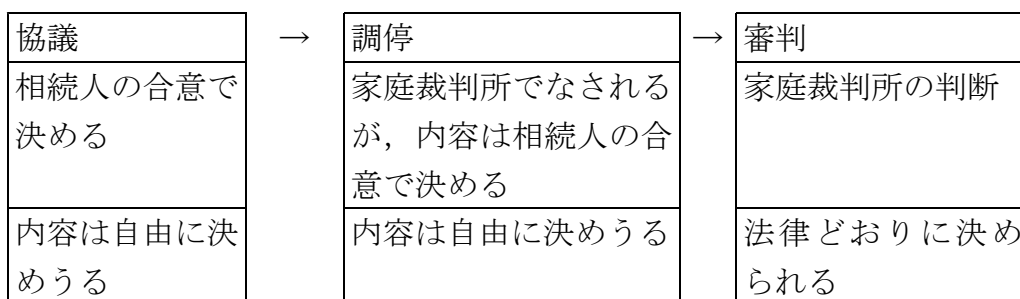 協議 → 調停 → 審判
相続人の合意で
決める
家庭裁判所でなされる
が，内容は相続人の合
意で決める
家庭裁判所の判断
内容は自由に決
めうる
内容は自由に決めうる
法律どおりに決め
られる